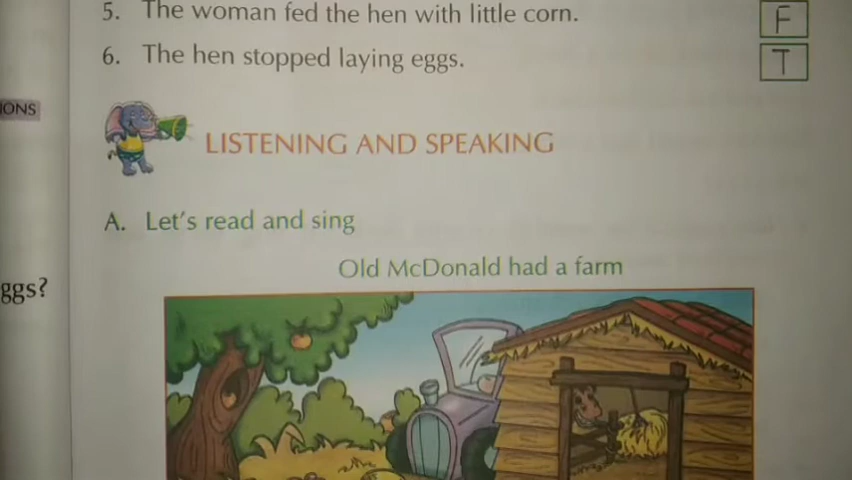 5. The woman fed the hen with little corn. F
6. The hen stopped laying eggs. T
IONS
LISTENING AND SPEAKING
A. Let's read and sing
Old McDonald had a farm
ggs?